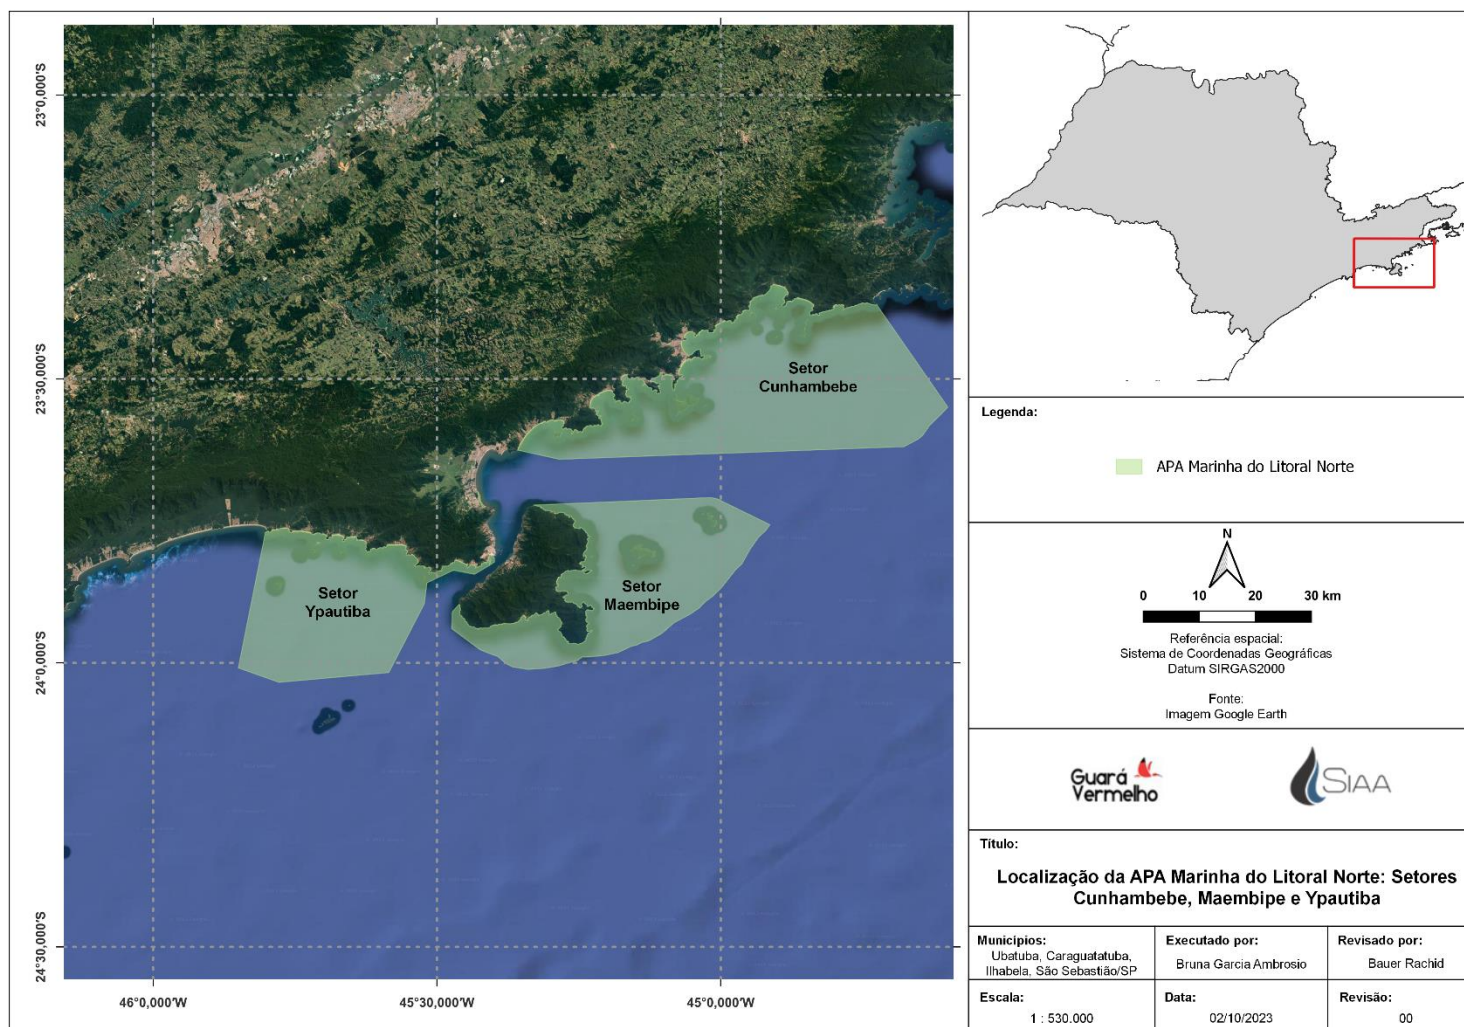 23°0,000'S
23°30,000'S
24°0,000'S
24°30,000'S
46°0,000'W
45°30,000'W
45°0,000'W
Setor
Cunhambebe
Setor
Maembipe
Setor
Ypautiba
Legenda:
APA Marinha do Litoral Norte
N
0 10 20 30 km
Referência espacial:
Sistema de Coordenadas Geográficas
Datum SIRGAS2000
Fonte:
Imagem Google Earth
Guará
Vermelho
SIAA
Título:
Localização da APA Marinha do Litoral Norte: Setores
Cunhambebe, Maembipe e Ypautiba
Municípios:
Ubatuba, Caraguatatuba,
Ilhabela, São Sebastião/SP
Executado por:
Bruna Garcia Ambrosio
Revisado por:
Bauer Rachid
Escala:
1 : 530.000
Data:
02/10/2023
Revisão:
00